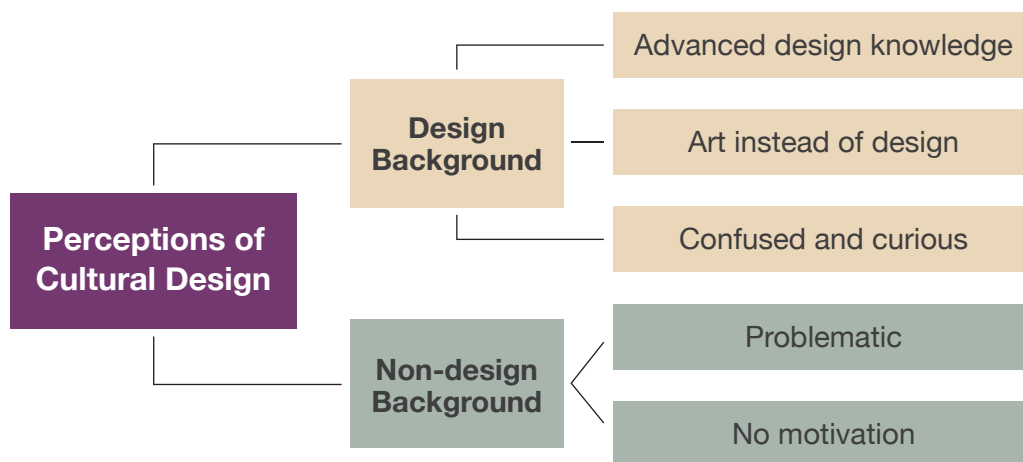 Perceptions of
Cultural Design
Design
Background
Advanced design knowledge
Art instead of design
Confused and curious
Non-design
Background
Problematic
No motivation